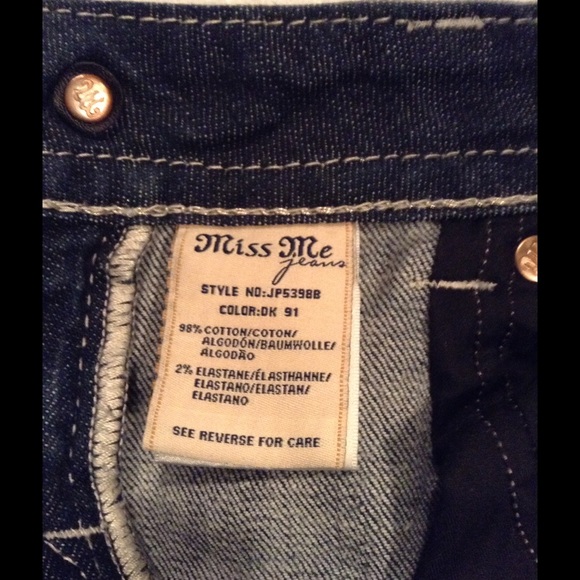 Miss Me
jeans
STYLE NO:JP5398B
COLOR:DK 91
98% COTTON/COTON/
ALGODÓN/BAUMWOLLE/
ALGODÃO
2% ELASTANE/ÉLASTHANNE/
ELASTANO/ELASTAN/
ELASTANO
SEE REVERSE FOR CARE